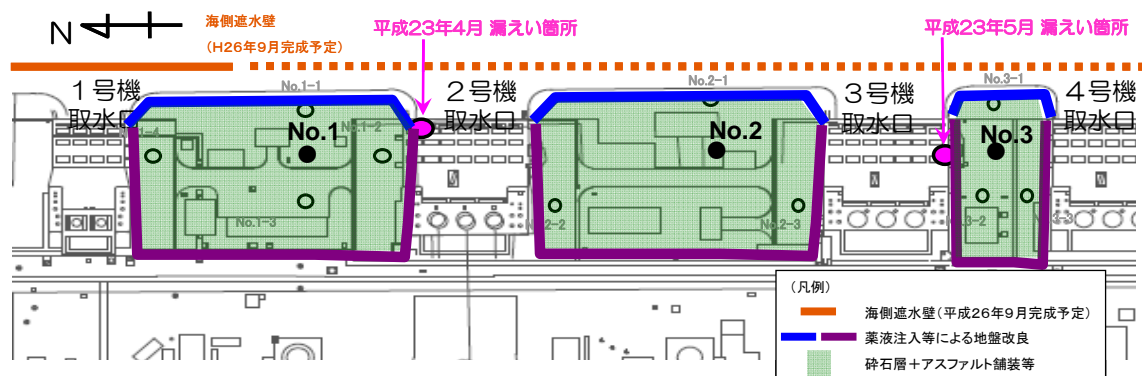 N
海側遮水壁
(H26年9月完成予定)
平成23年4月 漏えい箇所
平成23年5月 漏えい箇所
1号機
取水口
No.1-1
2号機
取水口
No.2-1
3号機
取水口
No.3-1
4号機
取水口
No.1-4
No.1
No.1-2
No.2
No.3
No.1-3
No.2-2
No.2-3
No.3-2
No.3-3
(凡例)
海側遮水壁(平成26年9月完成予定)
薬液注入等による地盤改良
砕石層+アスファルト舗装等